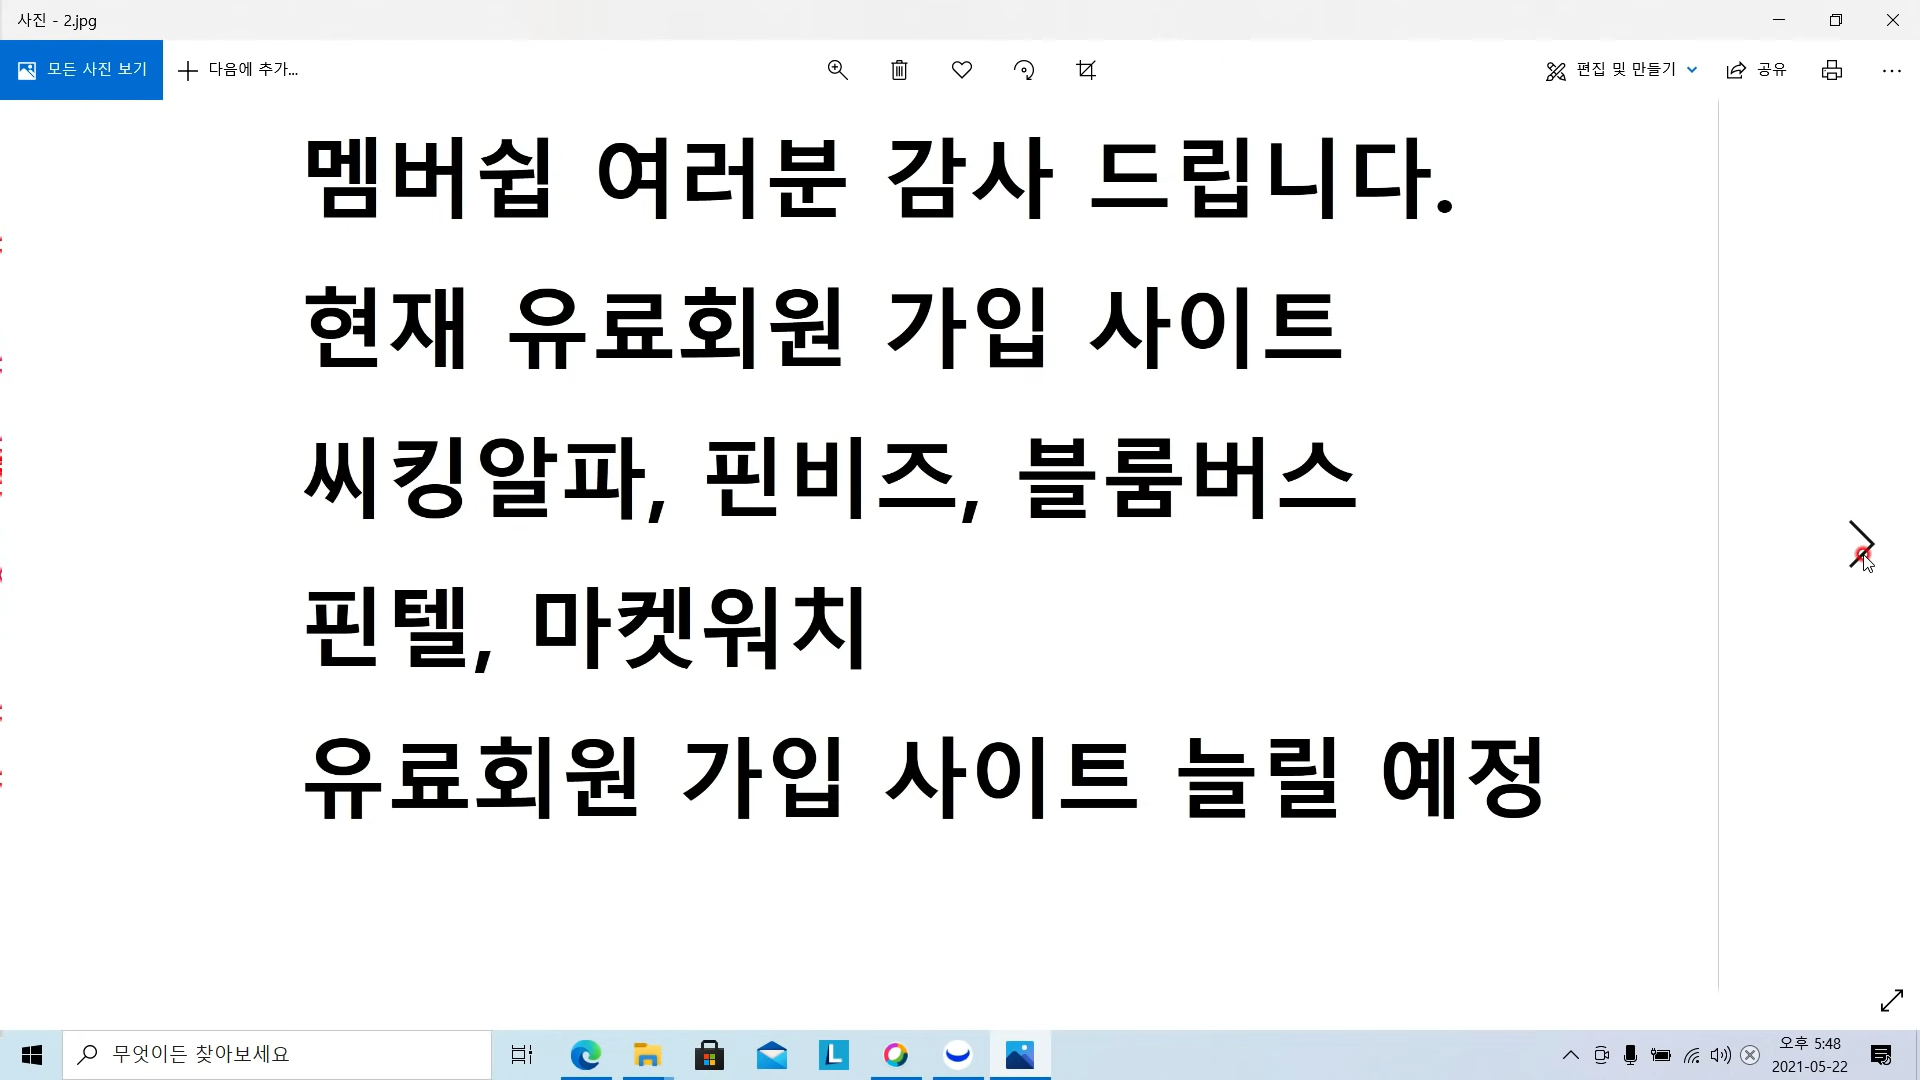 사진 - 2.jpg
모든 사진 보기
다음에 추가...
편집 및 만들기
공유
멤버쉽 여러분 감사 드립니다.
현재 유료회원 가입 사이트
씨킹알파, 핀비즈, 블룸버스
핀텔, 마켓워치
유료회원 가입 사이트 늘릴 예정
무엇이든 찾아보세요
L
오후 5:48
2021-05-22